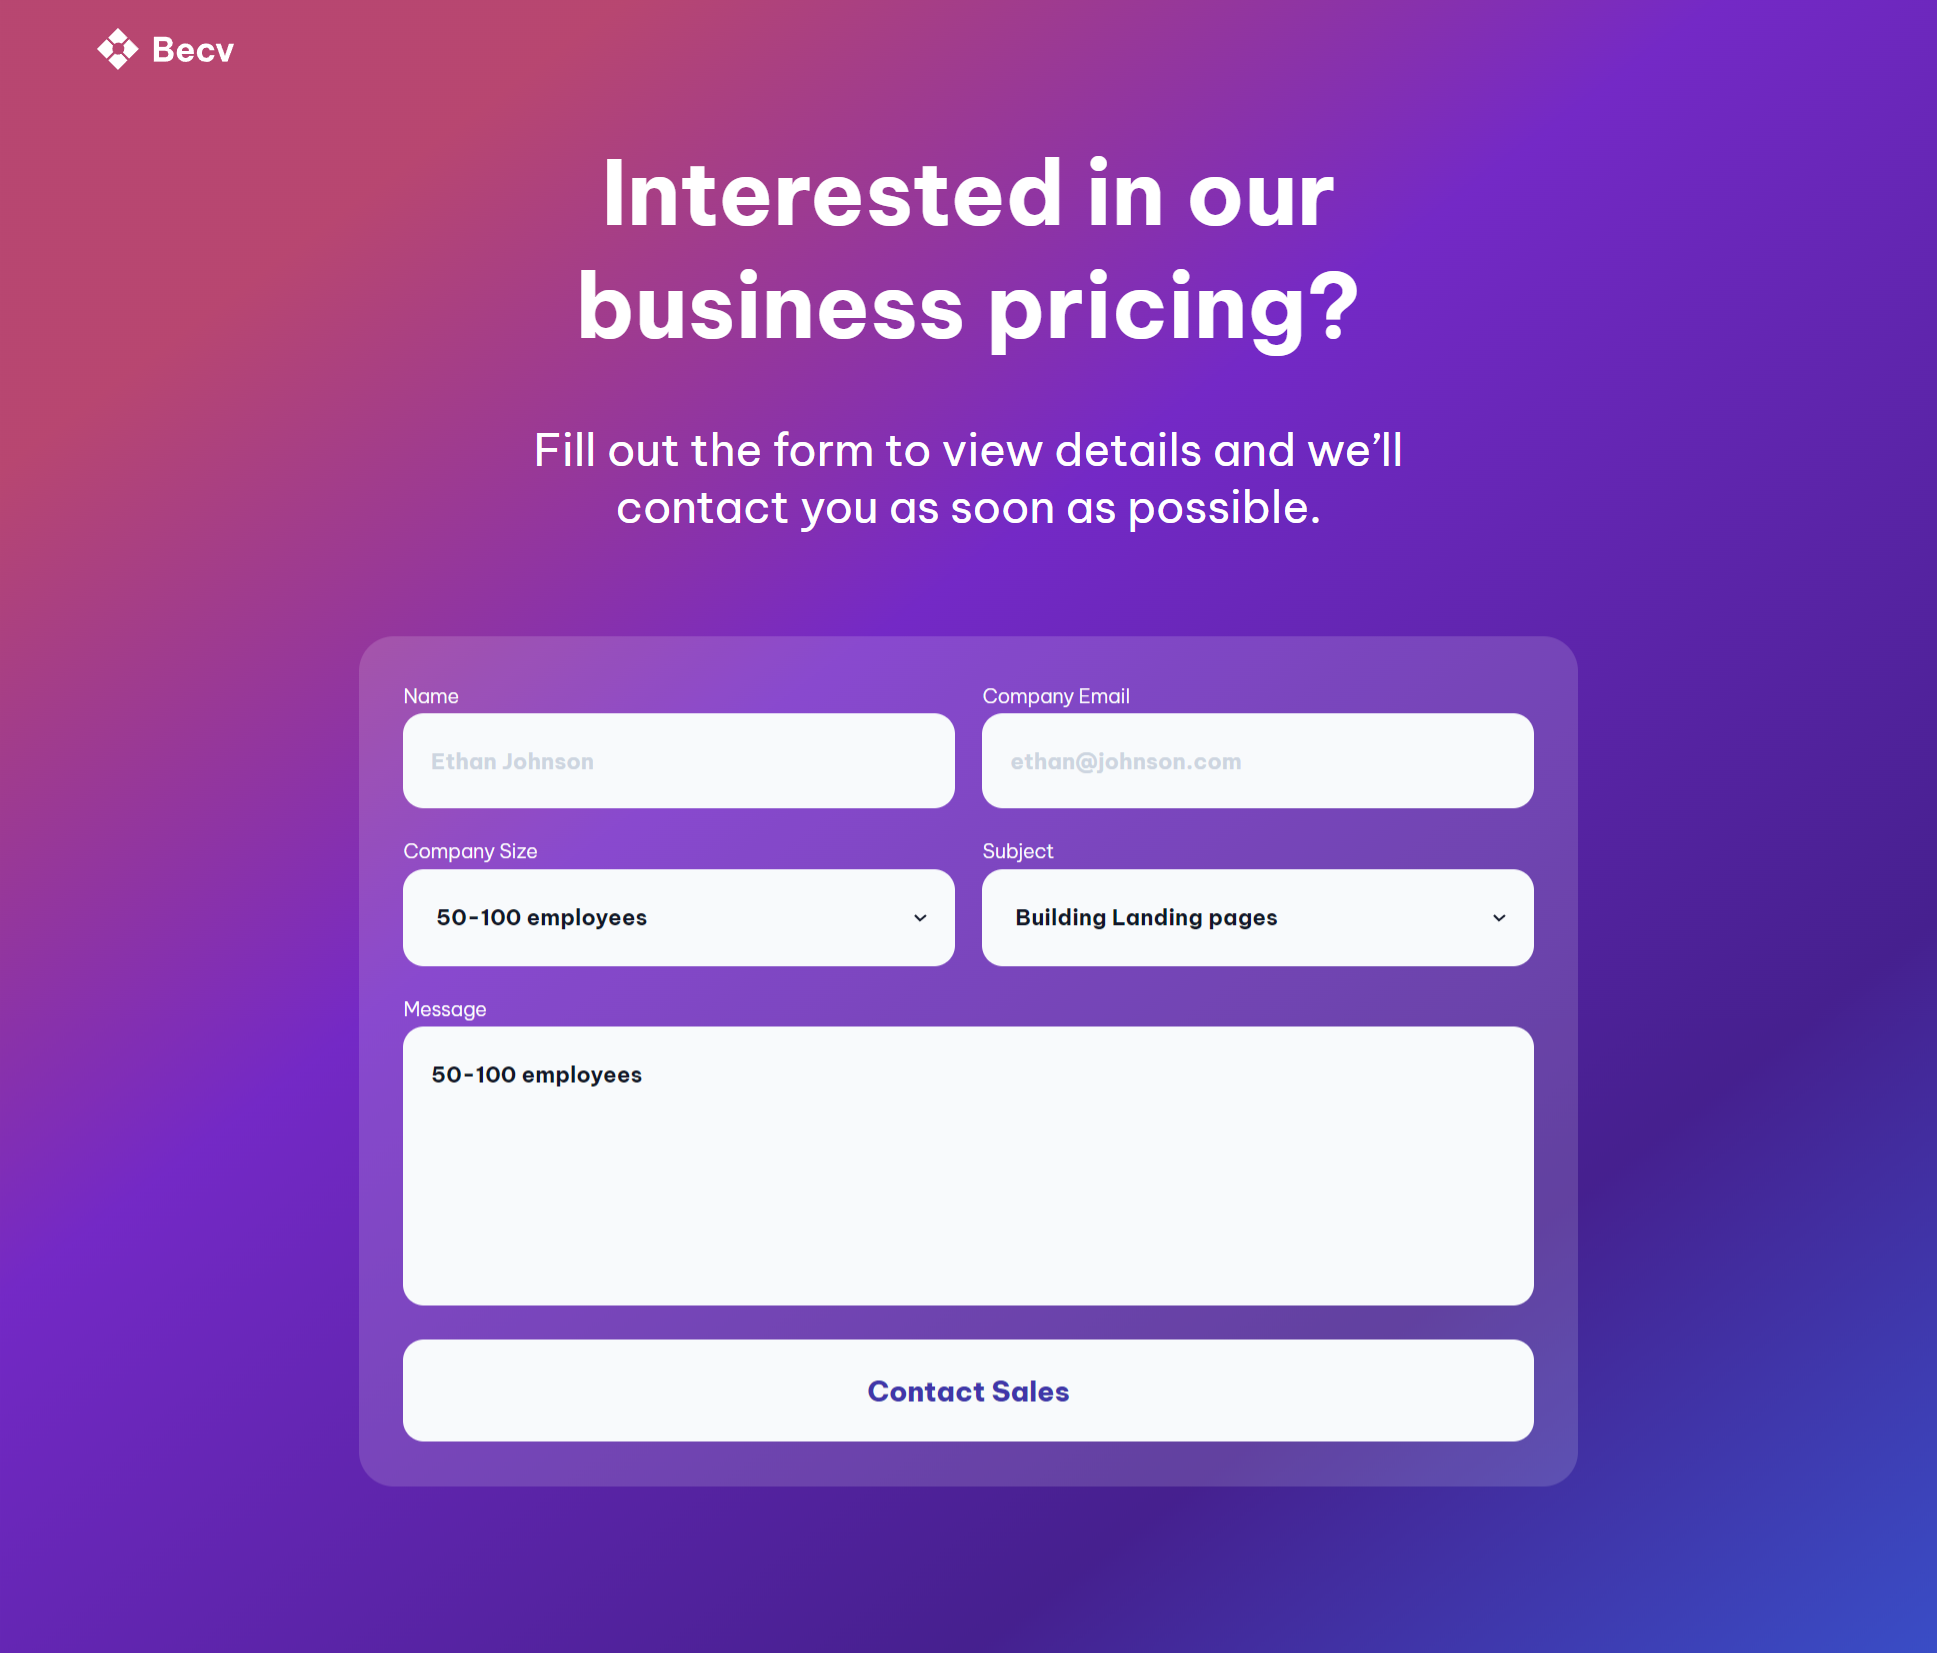 Becv
Interested in our
business pricing?
Fill out the form to view details and we’ll
contact you as soon as possible.
Name
Company Email
Ethan Johnson
ethan@johnson.com
Company Size
Subject
50-100 employees
Building Landing pages
Message
50-100 employees
Contact Sales